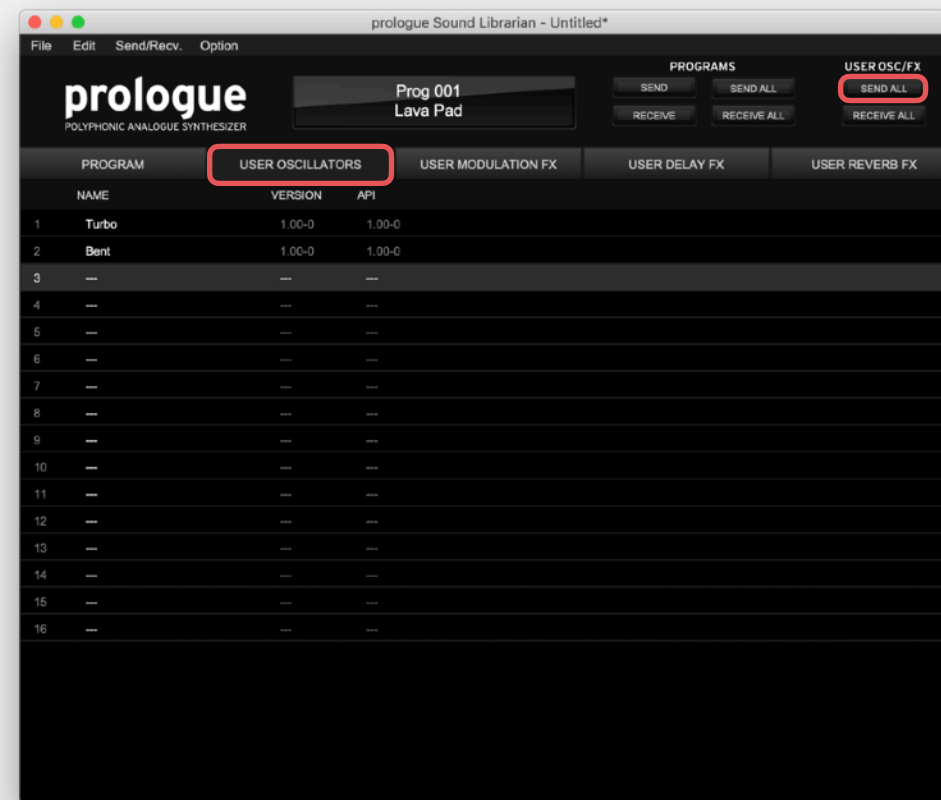 prologue Sound Librarian - Untitled*
File Edit Send/Recv. Option
prologue
POLYPHONIC ANALOGUE SYNTHESIZER
Prog 001
Lava Pad
PROGRAMS
SEND SEND ALL
RECEIVE RECEIVE ALL
USER OSC/FX
SEND ALL
RECEIVE ALL
PROGRAM USER OSCILLATORS USER MODULATION FX USER DELAY FX USER REVERB FX
NAME VERSION API
1 Turbo 1.00-0 1.00-0
2 Bent 1.00-0 1.00-0
3 --- --- ---
4 --- --- ---
5 --- --- ---
6 --- --- ---
7 --- --- ---
8 --- --- ---
9 --- --- ---
10 --- --- ---
11 --- --- ---
12 --- --- ---
13 --- --- ---
14 --- --- ---
15 --- --- ---
16 --- --- ---